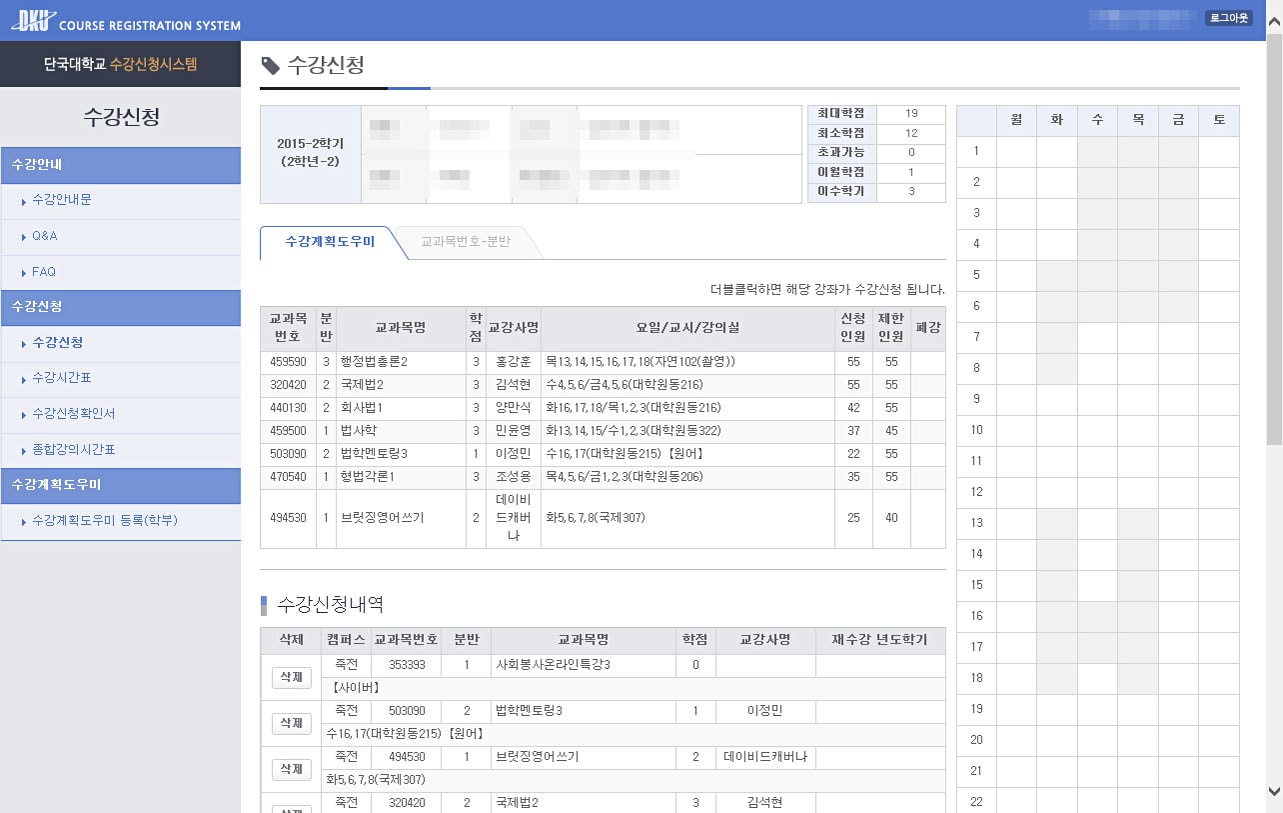 DKU COURSE REGISTRATION SYSTEM
로그아웃
단국대학교 수강신청시스템
수강신청
수강안내
수강안내문
Q&A
FAQ
수강신청
수강신청
수강시간표
수강신청확인서
종합강의시간표
수강계획도우미
수강계획도우미 등록(학부)
수강신청
2015-2학기
(2학년-2)
최대학점 19
최소학점 12
초과가능 0
이월학점 1
이수학기 3
수강계획도우미 교과목번호-분반
더블클릭하면 해당 강좌가 수강신청 됩니다.
교과목번호 분반 교과목명 학점 교강사명 요일/교시/강의실 신청인원 제한인원 폐강
459590 3 행정법총론2 3 홍강훈 목13,14,15,16,17,18(자연102(촬영)) 55 55
320420 2 국제법2 3 김석현 수4,5,6/금4,5,6(대학원동216) 55 55
440130 2 회사법1 3 양만식 화16,17,18/목1,2,3(대학원동216) 42 55
459500 1 법사학 3 민윤영 화13,14,15/수1,2,3(대학원동322) 37 45
503090 2 법학멘토링3 1 이정민 수16,17(대학원동215)【원어】 22 55
470540 1 형법각론1 3 조성용 목4,5,6/금1,2,3(대학원동206) 35 55
494530 1 브릿징영어쓰기 2 데이비드캐버나 화5,6,7,8(국제307) 25 40
수강신청내역
삭제 캠퍼스 교과목번호 분반 교과목명 학점 교강사명 재수강 년도학기
삭제 죽전 353393 1 사회봉사온라인특강3 0
【사이버】
삭제 죽전 503090 2 법학멘토링3 1 이정민
수16,17(대학원동215)【원어】
삭제 죽전 494530 1 브릿징영어쓰기 2 데이비드캐버나
화5,6,7,8(국제307)
죽전 320420 2 국제법2 3 김석현
월 화 수 목 금 토
1
2
3
4
5
6
7
8
9
10
11
12
13
14
15
16
17
18
19
20
21
22